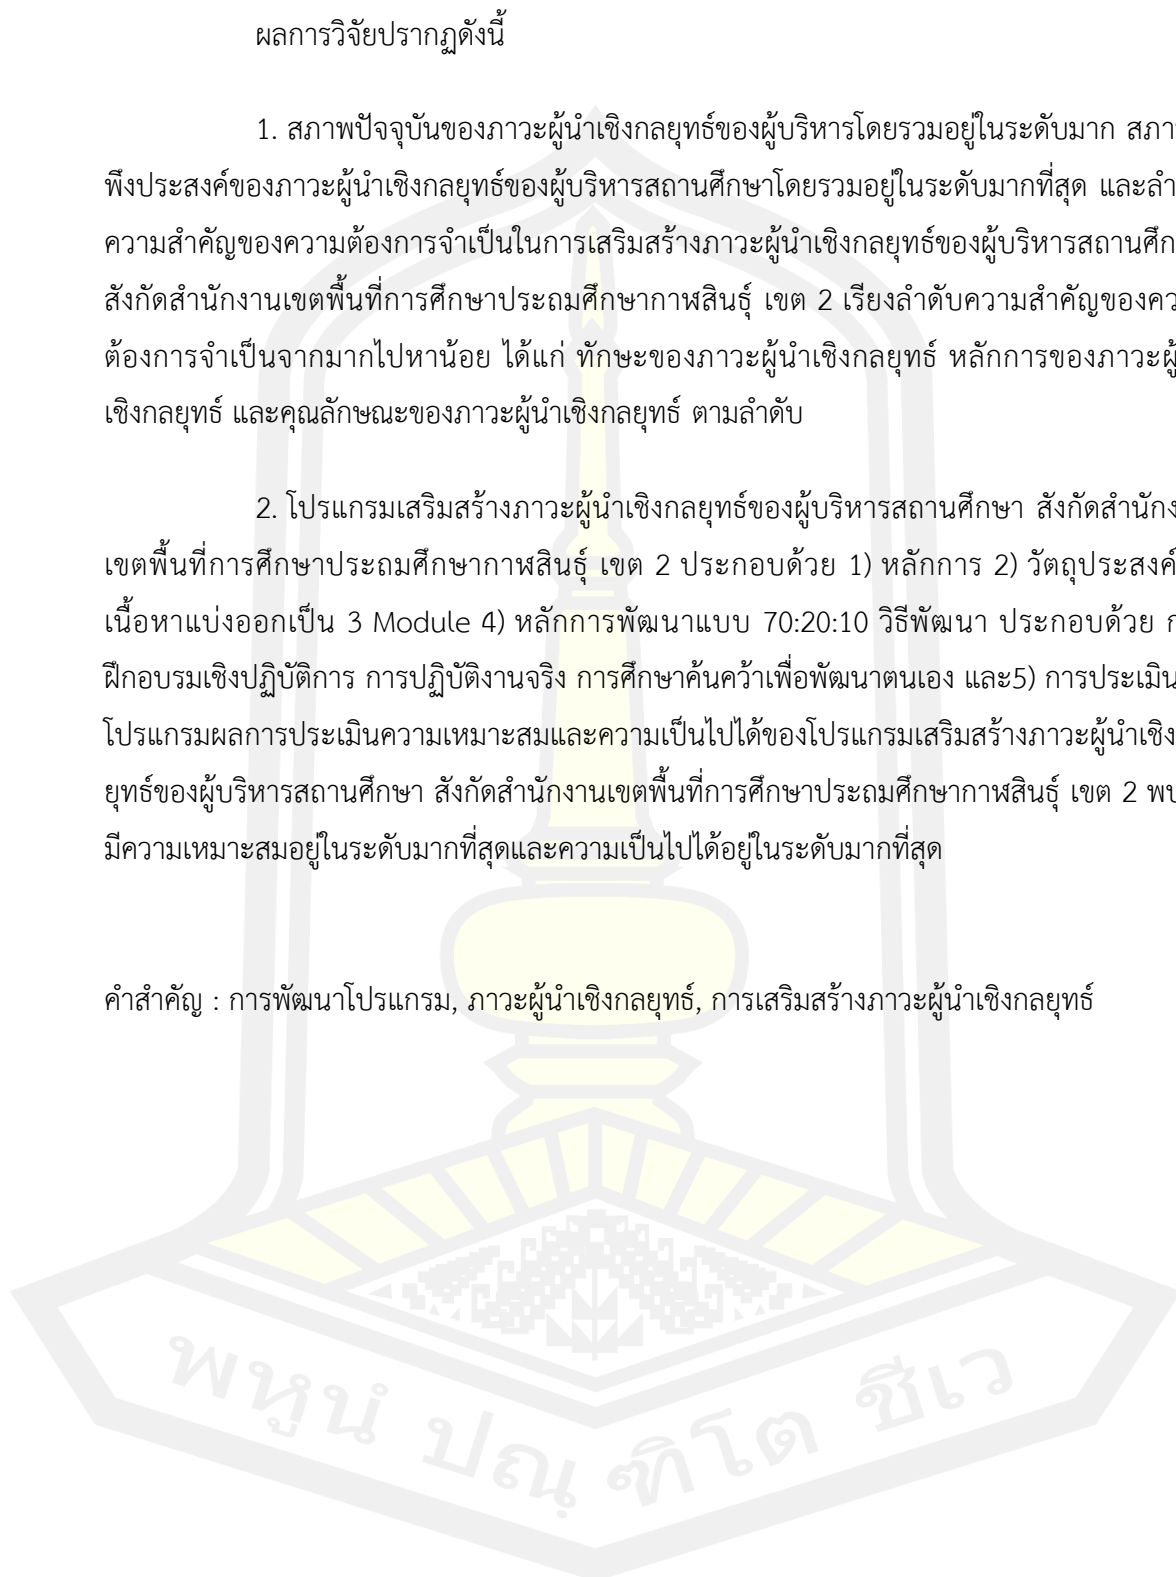 ผลการวิจัยปรากฏดังนี้
1. สภาพปัจจุบันของภาวะผู้นำเชิงกลยุทธ์ของผู้บริหารโดยรวมอยู่ในระดับมาก
พึงประสงค์ของภาวะผู้นำเชิงกลยุทธ์ของผู้บริหารสถานศึกษาโดยรวมอยู่ในระดับมากที่สุด และลำ
ความสำคัญของความต้องการจำเป็นในการเสริมสร้างภาวะผู้นำเชิงกลยุทธ์ของผู้บริหารสถานศึก
สังกัดสำนักงานเขตพื้นที่การศึกษาประถมศึกษากาฬสินธุ์ เขต 2 เรียงลำดับความสำคัญของคว
ต้องการจำเป็นจากมากไปหาน้อย ได้แก่ ทักษะของภาวะผู้นำเชิงกลยุทธ์ หลักการของภาวะผู้
เชิงกลยุทธ์ และคุณลักษณะของภาวะผู้นำเชิงกลยุทธ์ ตามลำดับ
2. โปรแกรมเสริมสร้างภาวะผู้นำเชิงกลยุทธ์ของผู้บริหารสถานศึกษา สังกัดสำนักง
เขตพื้นที่การศึกษาประถมศึกษากาฬสินธุ์ เขต 2 ประกอบด้วย 1) หลักการ 2) วัตถุประสงค์
เนื้อหาแบ่งออกเป็น 3 Module 4) หลักการพัฒนาแบบ 70:20:10 วิธีพัฒนา ประกอบด้วย ก
ฝึกอบรมเชิงปฏิบัติการ การปฏิบัติงานจริง การศึกษาค้นคว้าเพื่อพัฒนาตนเอง และ5) การประเมิน
โปรแกรมผลการประเมินความเหมาะสมและความเป็นไปได้ของโปรแกรมเสริมสร้างภาวะผู้นำเชิง
ยุทธ์ของผู้บริหารสถานศึกษา สังกัดสำนักงานเขตพื้นที่การศึกษาประถมศึกษากาฬสินธุ์ เขต 2 พบ
มีความเหมาะสมอยู่ในระดับมากที่สุดและความเป็นไปได้อยู่ในระดับมากที่สุด
คำสำคัญ : การพัฒนาโปรแกรม, ภาวะผู้นำเชิงกลยุทธ์, การเสริมสร้างภาวะผู้นำเชิงกลยุทธ์
พหูนํ ปณฺ ฑิโต ชีเว